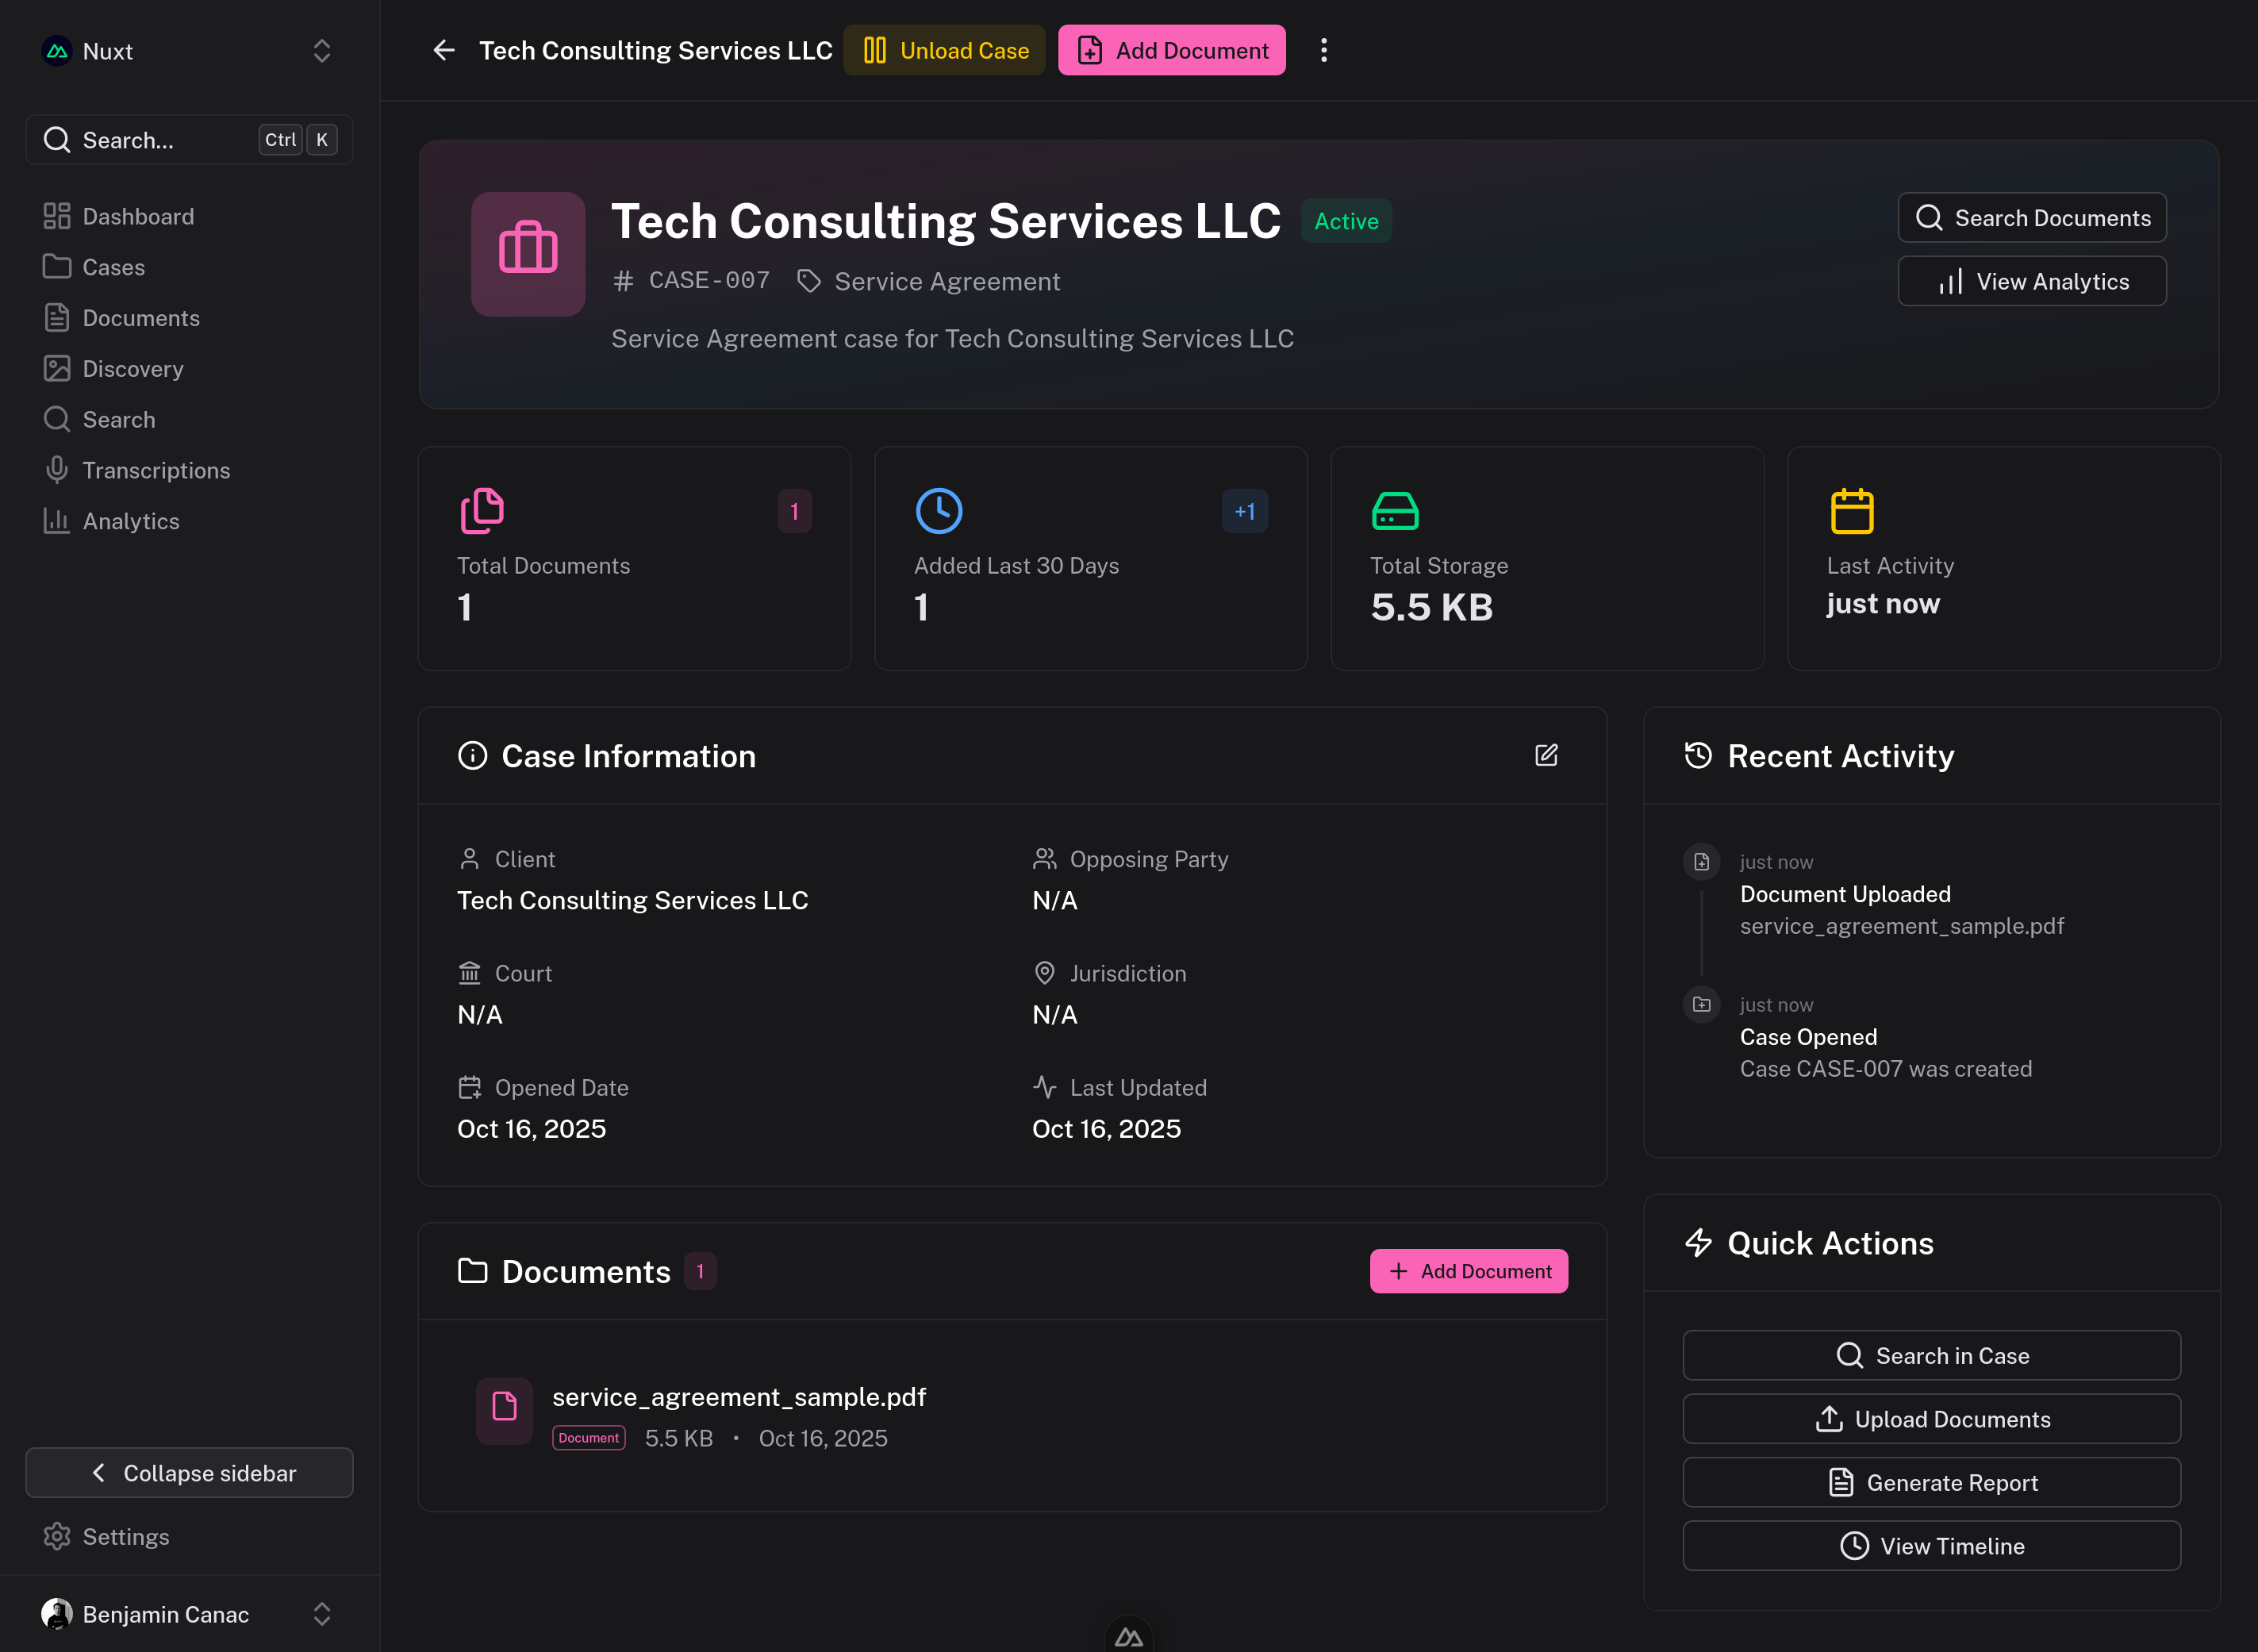 Nuxt
Search...
Ctrl K
Dashboard
Cases
Documents
Discovery
Search
Transcriptions
Analytics
Collapse sidebar
Settings
Benjamin Canac
Tech Consulting Services LLC
Unload Case
Add Document
Tech Consulting Services LLC
Active
# CASE-007
Service Agreement
Service Agreement case for Tech Consulting Services LLC
Search Documents
View Analytics
1
Total Documents
1
+1
Added Last 30 Days
1
Total Storage
5.5 KB
Last Activity
just now
Case Information
Client
Tech Consulting Services LLC
Opposing Party
N/A
Court
N/A
Jurisdiction
N/A
Opened Date
Oct 16, 2025
Last Updated
Oct 16, 2025
Documents 1
Add Document
service_agreement_sample.pdf
Document 5.5 KB • Oct 16, 2025
Recent Activity
just now
Document Uploaded
service_agreement_sample.pdf
just now
Case Opened
Case CASE-007 was created
Quick Actions
Search in Case
Upload Documents
Generate Report
View Timeline